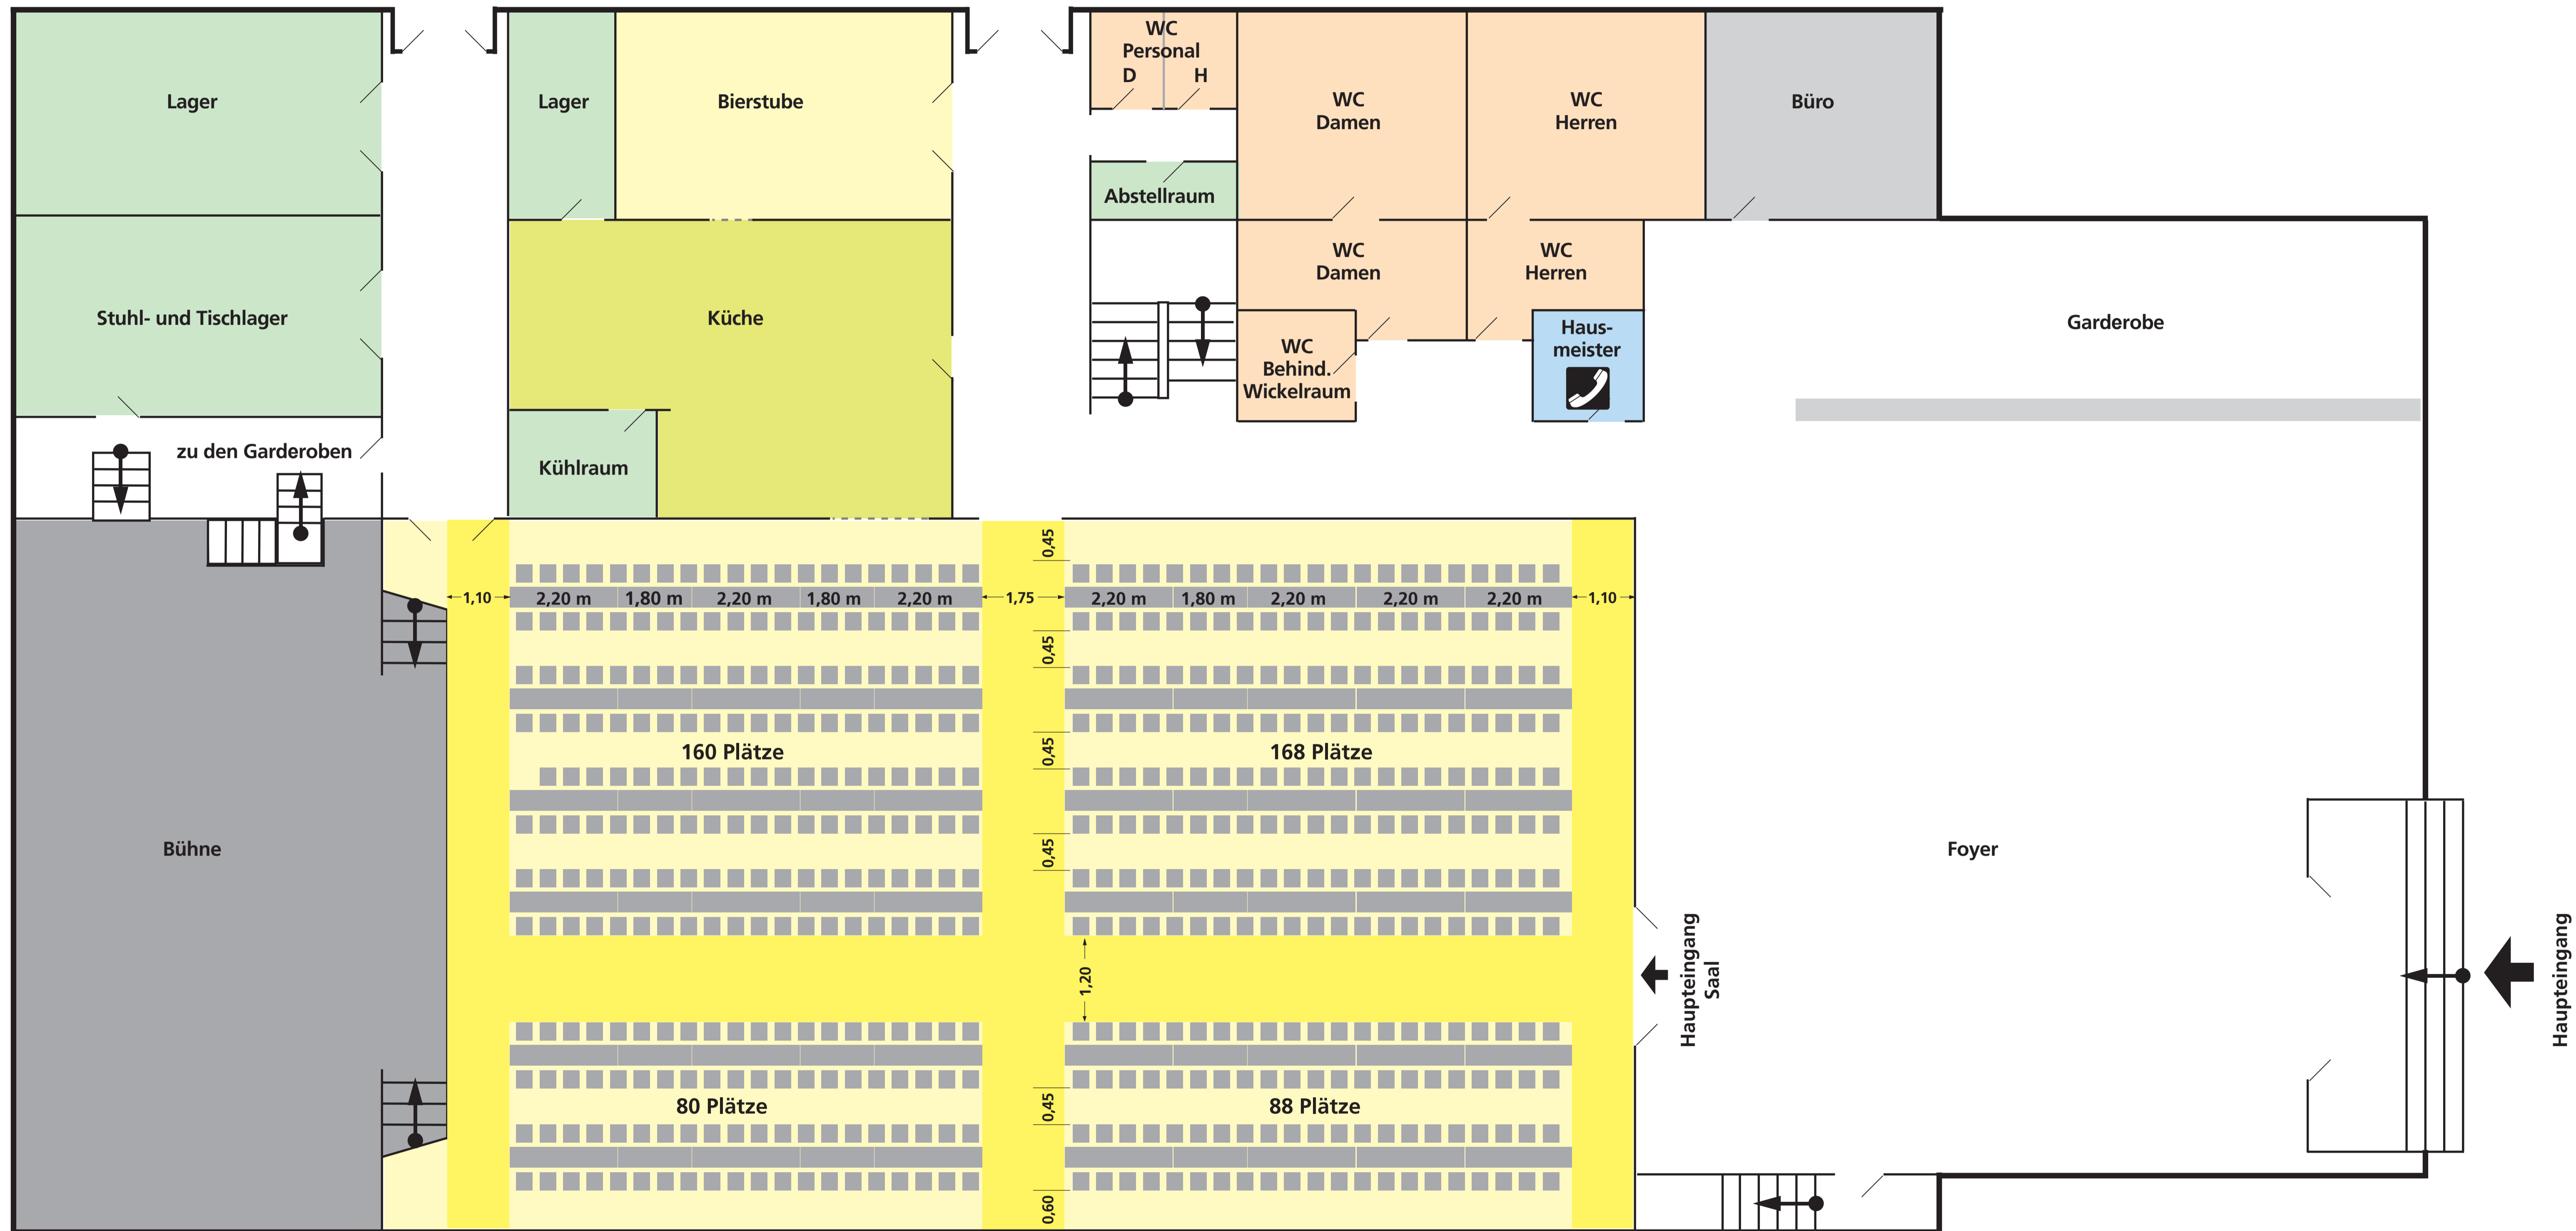 WC
Personal
D H
Lager
Lager
Bierstube
WC
Damen
WC
Herren
Büro
Abstellraum
WC
Damen
WC
Herren
Stuhl- und Tischlager
Küche
Haus-
meister
Garderobe
WC
Behind.
Wickelraum
zu den Garderoben
Kühlraum
0,45
1,10
2,20 m 1,80 m 2,20 m 1,80 m 2,20 m
1,75
2,20 m 1,80 m 2,20 m 2,20 m 2,20 m
1,10
0,45
160 Plätze
0,45
168 Plätze
Bühne
0,45
Foyer
1,20
Haupteingang
Saal
Haupteingang
80 Plätze
0,45
88 Plätze
0,60